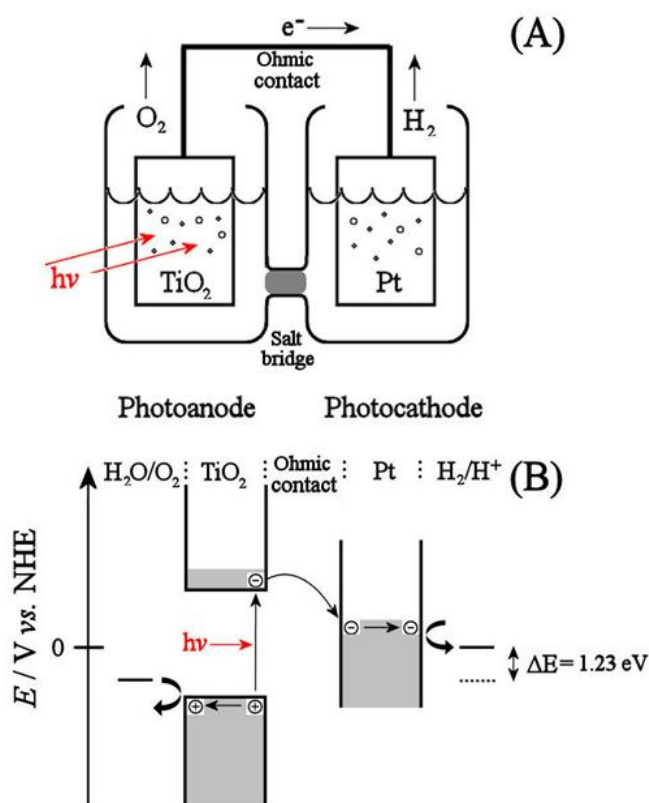 e⁻ →
(A)
Ohmic
contact
O₂
H₂
hν
TiO₂
Pt
Salt
bridge
Photoanode
Photocathode
H₂O/O₂ TiO₂ Ohmic contact Pt H₂/H⁺ (B)
E / V vs. NHE
hν
0
ΔE = 1.23 eV